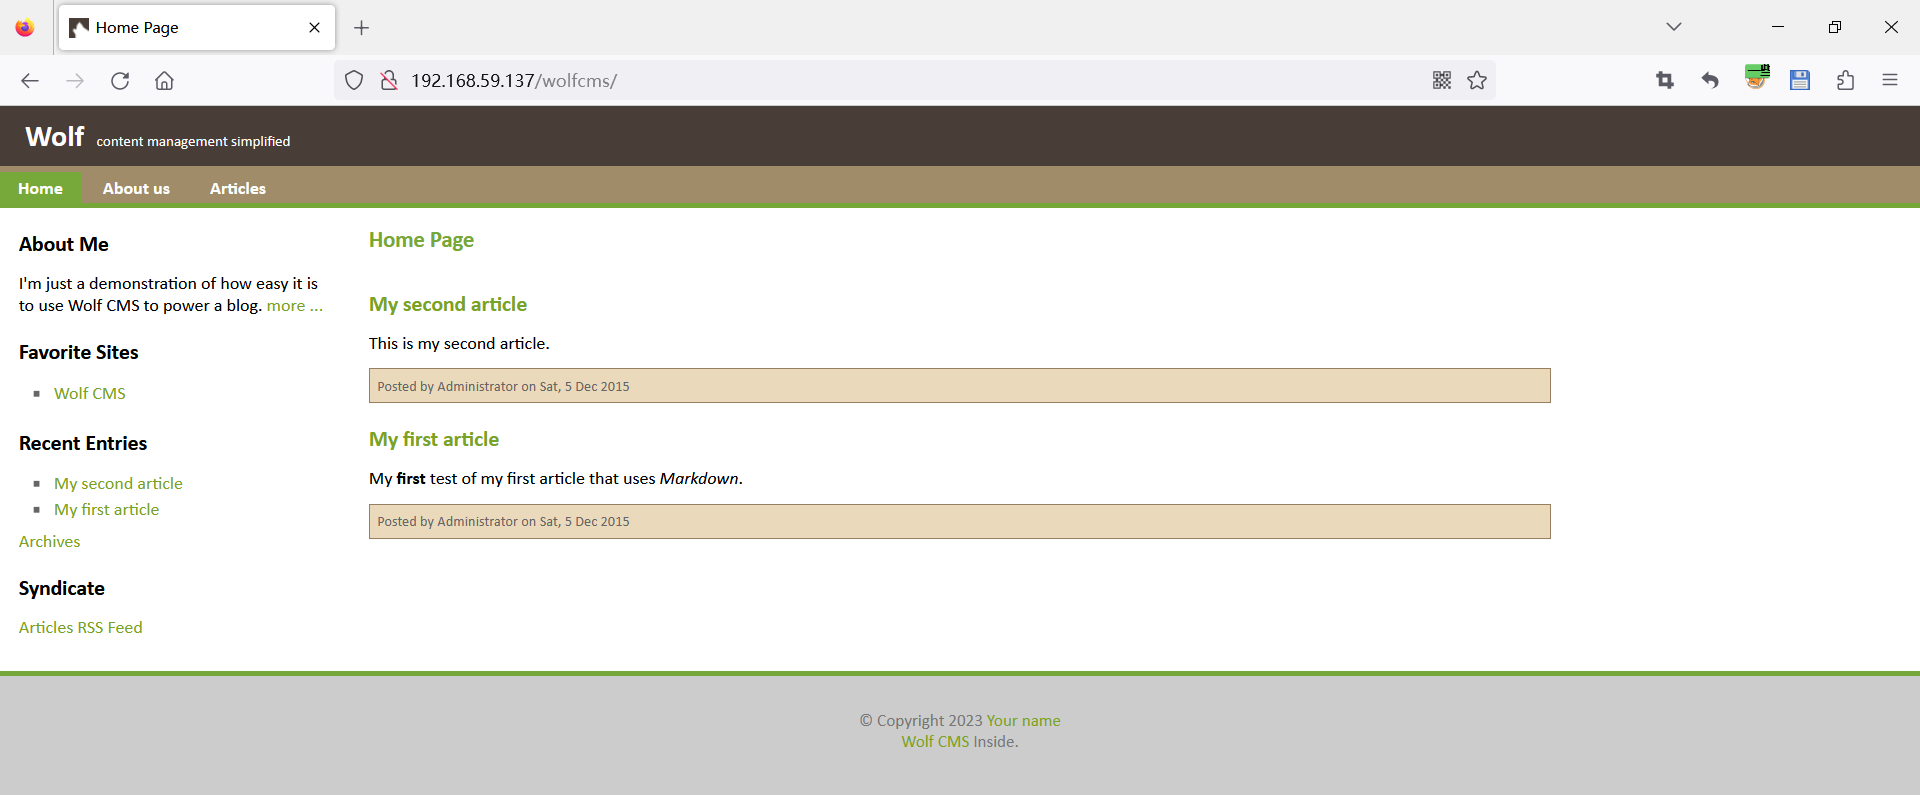 Home Page
192.168.59.137/wolfcms/
Wolf content management simplified
Home About us Articles
About Me
I'm just a demonstration of how easy it is
to use Wolf CMS to power a blog. more ...
Favorite Sites
Wolf CMS
Recent Entries
My second article
My first article
Archives
Syndicate
Articles RSS Feed
Home Page
My second article
This is my second article.
Posted by Administrator on Sat, 5 Dec 2015
My first article
My first test of my first article that uses Markdown.
Posted by Administrator on Sat, 5 Dec 2015
© Copyright 2023 Your name
Wolf CMS Inside.